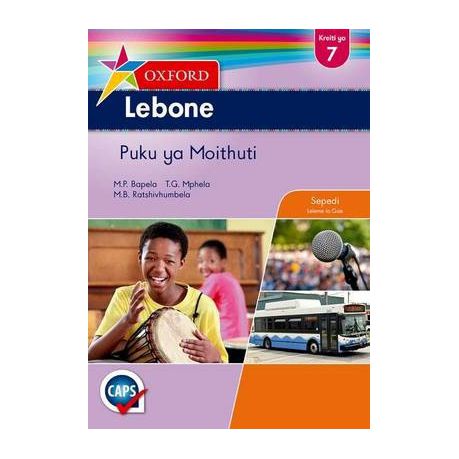 Kreiti ya
7
OXFORD
Lebone
Puku ya Moithuti
M.P. Bapela T.G. Mphela
M.B. Ratshivhumbela
Sepedi
Leleme la Gae
CAPS